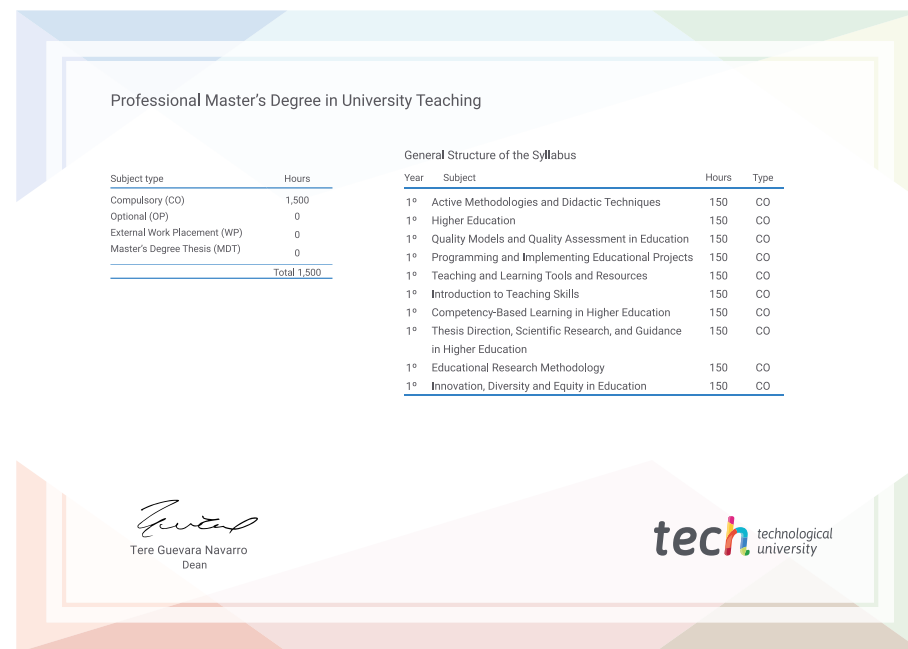 Professional Master's Degree in University Teaching
Subject type Hours
Compulsory (CO) 1,500
Optional (OP) 0
External Work Placement (WP) 0
Master's Degree Thesis (MDT) 0
Total 1,500
General Structure of the Syllabus
Year Subject Hours Type
1º Active Methodologies and Didactic Techniques 150 CO
1º Higher Education 150 CO
1º Quality Models and Quality Assessment in Education 150 CO
1º Programming and Implementing Educational Projects 150 CO
1º Teaching and Learning Tools and Resources 150 CO
1º Introduction to Teaching Skills 150 CO
1º Competency-Based Learning in Higher Education 150 CO
1º Thesis Direction, Scientific Research, and Guidance 150 CO
in Higher Education
1º Educational Research Methodology 150 CO
1º Innovation, Diversity and Equity in Education 150 CO
Tere Guevara Navarro
Dean
tech technological
university